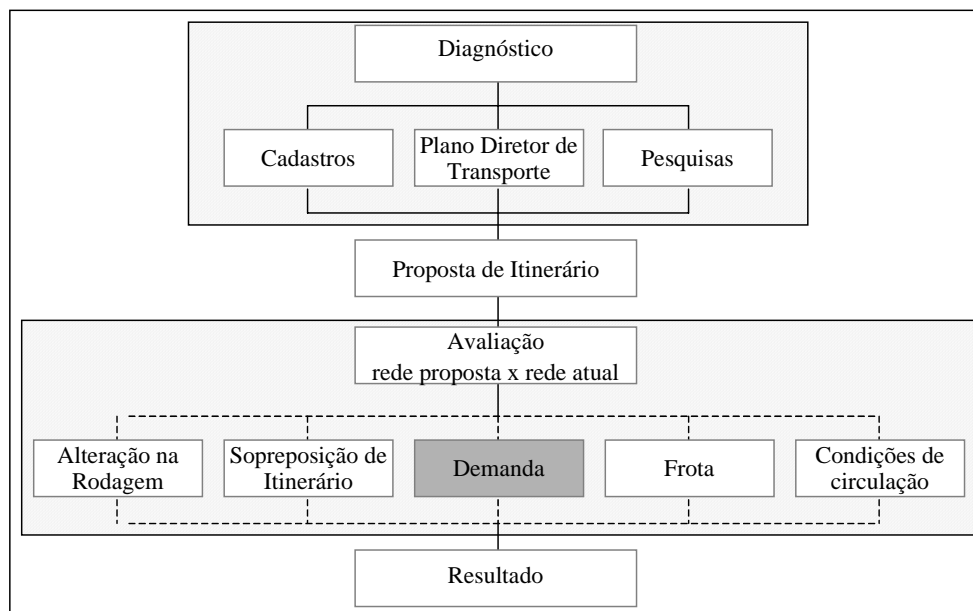 Diagnóstico
Cadastros
Plano Diretor de
Transporte
Pesquisas
Proposta de Itinerário
Avaliação
rede proposta x rede atual
Alteração na
Rodagem
Sopreposição de
Itinerário
Demanda
Frota
Condições de
circulação
Resultado